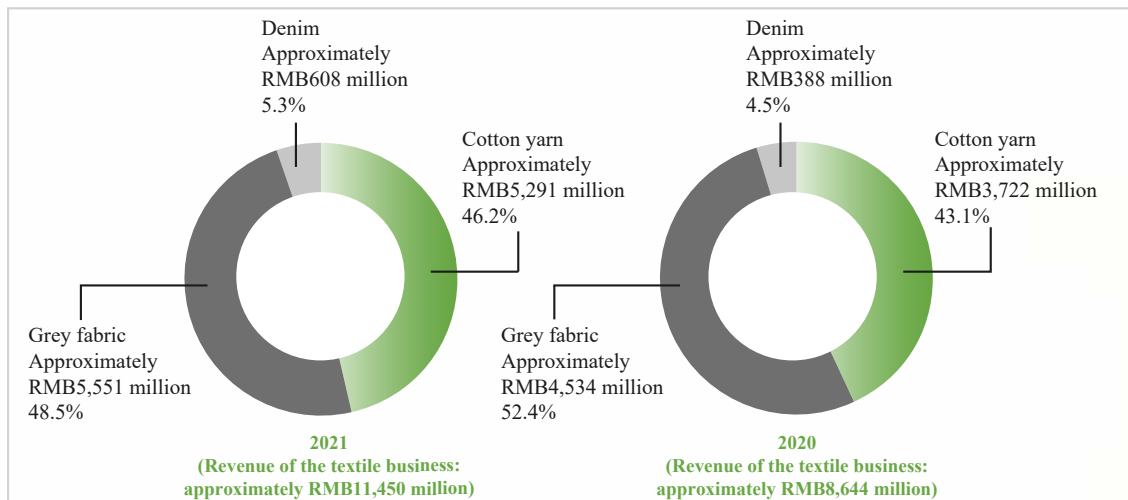 Denim
Approximately
RMB608 million
5.3%
Cotton yarn
Approximately
RMB5,291 million
46.2%
Grey fabric
Approximately
RMB5,551 million
48.5%
2021
(Revenue of the textile business:
approximately RMB11,450 million)
Denim
Approximately
RMB388 million
4.5%
Cotton yarn
Approximately
RMB3,722 million
43.1%
Grey fabric
Approximately
RMB4,534 million
52.4%
2020
(Revenue of the textile business:
approximately RMB8,644 million)